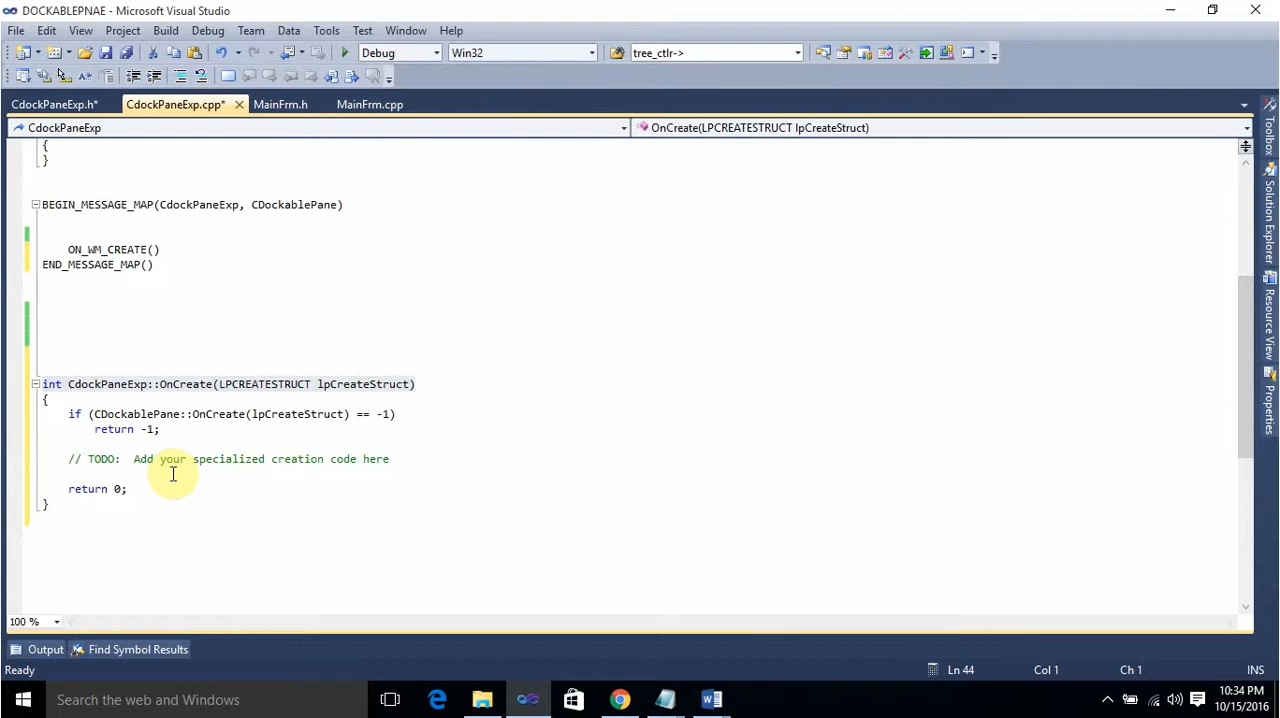 DOCKABLEPNAE - Microsoft Visual Studio
File Edit View Project Build Debug Team Data Tools Test Window Help
Debug Win32 tree_ctlr->
CdockPaneExp.h* CdockPaneExp.cpp* MainFrm.h MainFrm.cpp
CdockPaneExp OnCreate(LPCREATESTRUCT lpCreateStruct)
{
}
BEGIN_MESSAGE_MAP(CdockPaneExp, CDockablePane)
ON_WM_CREATE()
END_MESSAGE_MAP()
int CdockPaneExp::OnCreate(LPCREATESTRUCT lpCreateStruct)
{
if (CDockablePane::OnCreate(lpCreateStruct) == -1)
return -1;
// TODO:  Add your specialized creation code here
return 0;
}
100 %
Output Find Symbol Results
Ready Ln 44 Col 1 Ch 1 INS
Search the web and Windows
10:34 PM
10/15/2016
Toolbox
Solution Explorer
Resource View
Properties